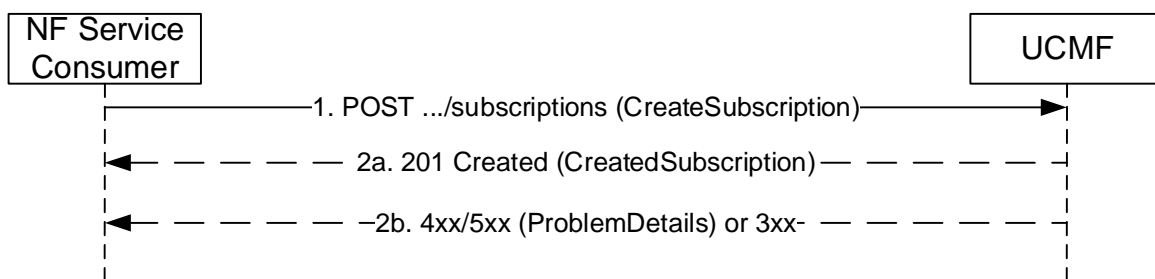 NF Service
Consumer
UCMF
1. POST .../subscriptions (CreateSubscription)
2a. 201 Created (CreatedSubscription)
2b. 4xx/5xx (ProblemDetails) or 3xx